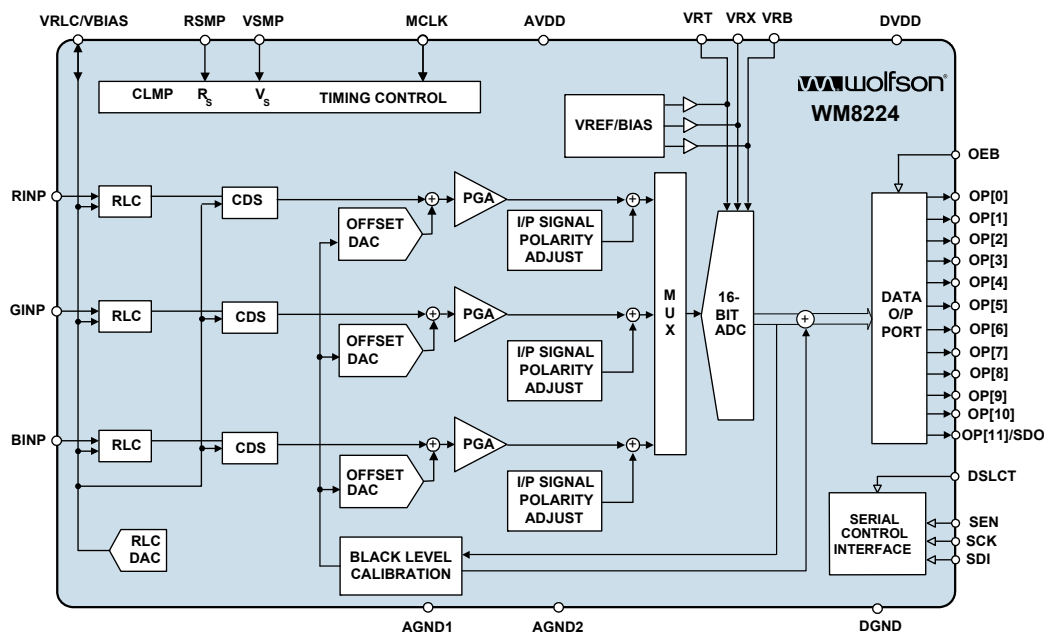 VRLC/VBIAS RSMP VSMP MCLK AVDD VRT VRX VRB DVDD
CLMP RS VS TIMING CONTROL
wolfson®
WM8224
VREF/BIAS
OEB
RINP
RLC
CDS
OFFSET
DAC
PGA
I/P SIGNAL
POLARITY
ADJUST
GINP
RLC
CDS
OFFSET
DAC
PGA
I/P SIGNAL
POLARITY
ADJUST
BINP
RLC
CDS
OFFSET
DAC
PGA
I/P SIGNAL
POLARITY
ADJUST
M
U
X
16-
BIT
ADC
DATA
O/P
PORT
OP[0]
OP[1]
OP[2]
OP[3]
OP[4]
OP[5]
OP[6]
OP[7]
OP[8]
OP[9]
OP[10]
OP[11]/SDO
DSLCT
SERIAL
CONTROL
INTERFACE
SEN
SCK
SDI
RLC
DAC
BLACK LEVEL
CALIBRATION
AGND1 AGND2 DGND